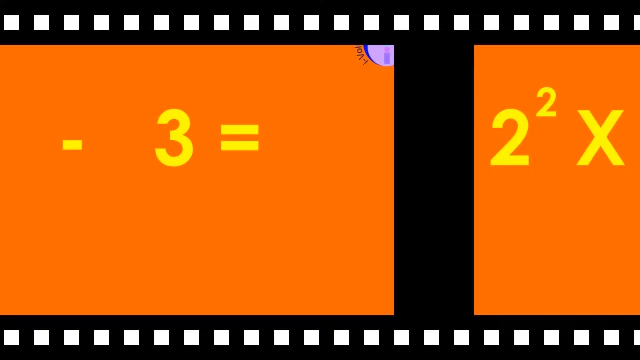 - 3 =
2² X